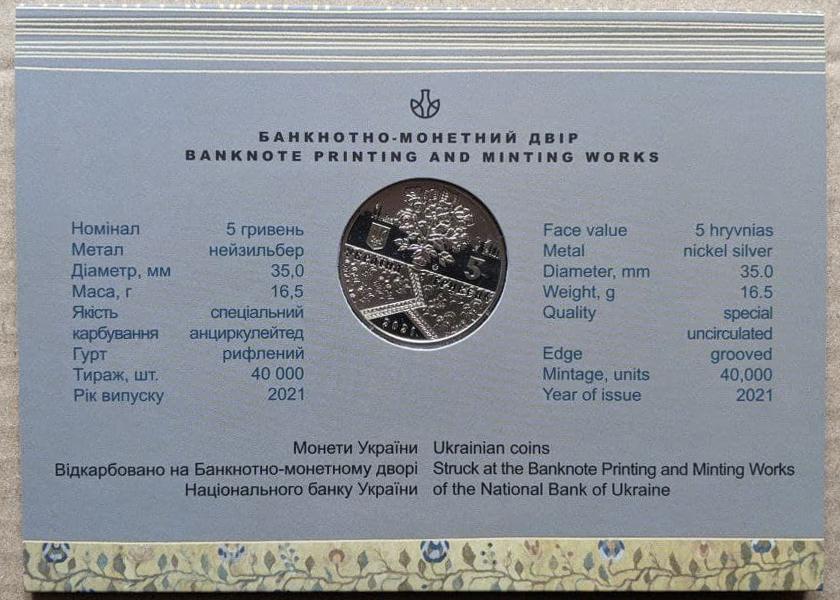 БАНКНОТНО-МОНЕТНИЙ ДВІР
BANKNOTE PRINTING AND MINTING WORKS
Номінал 5 гривень
Метал нейзильбер
Діаметр, мм 35,0
Маса, г 16,5
Якість спеціальний
карбування анциркулейтед
Гурт рифлений
Тираж, шт. 40 000
Рік випуску 2021
5
2021
Face value 5 hryvnias
Metal nickel silver
Diameter, mm 35.0
Weight, g 16.5
Quality special
uncirculated
Edge grooved
Mintage, units 40,000
Year of issue 2021
Монети України
Відкарбовано на Банкнотно-монетному дворі
Національного банку України
Ukrainian coins
Struck at the Banknote Printing and Minting Works
of the National Bank of Ukraine